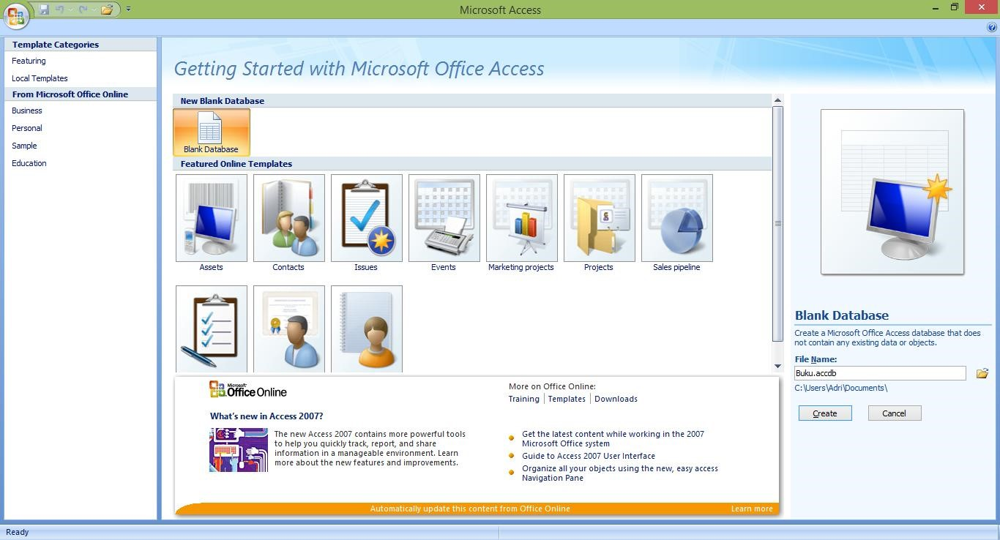 Microsoft Access
Template Categories
Featuring
Local Templates
From Microsoft Office Online
Business
Personal
Sample
Education
Getting Started with Microsoft Office Access
New Blank Database
Blank Database
Featured Online Templates
Assets
Contacts
Issues
Events
Marketing projects
Projects
Sales pipeline
Microsoft
Office Online
What's new in Access 2007?
The new Access 2007 contains more powerful tools
to help you quickly track, report, and share
information in a manageable environment. Learn
more about the new features and improvements.
More on Office Online:
Training | Templates | Downloads
Get the latest content while working in the 2007
Microsoft Office system
Guide to Access 2007 User Interface
Organize all your objects using the new, easy access
Navigation Pane
Automatically update this content from Office Online
Learn more
Blank Database
Create a Microsoft Office Access database that does
not contain any existing data or objects.
File Name:
Buku.accdb
C:\Users\Adri\Documents\
Create
Cancel
Ready